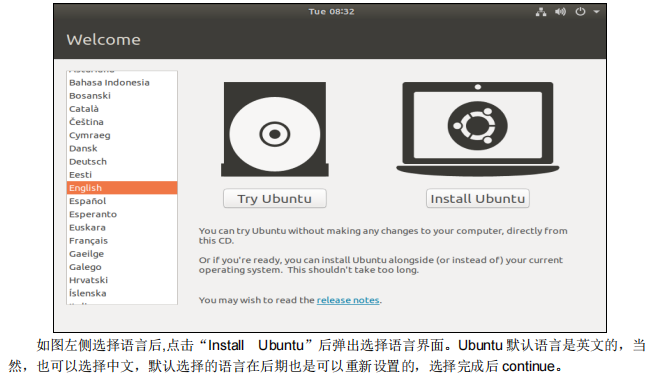 Tue 08:32
Welcome
Bahasa Indonesia
Bosanski
Català
Čeština
Cymraeg
Dansk
Deutsch
Eesti
English
Español
Esperanto
Euskara
Français
Gaeilge
Galego
Hrvatski
Íslenska
Try Ubuntu
Install Ubuntu
You can try Ubuntu without making any changes to your computer, directly from
this CD.
Or if you're ready, you can install Ubuntu alongside (or instead of) your current
operating system. This shouldn't take too long.
You may wish to read the release notes.
如图左侧选择语言后,点击“Install Ubuntu”后弹出选择语言界面。Ubuntu 默认语言是英文的，当
然，也可以选择中文，默认选择的语言在后期也是可以重新设置的，选择完成后 continue。